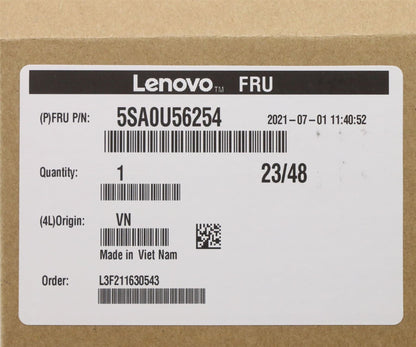 Lenovo™ FRU
(P)FRU P/N: 5SA0U56254 2021-07-01 11:40:52
Quantity: 1 23/48
(4L)Origin: VN
Made in Viet Nam
Order: L3F211630543